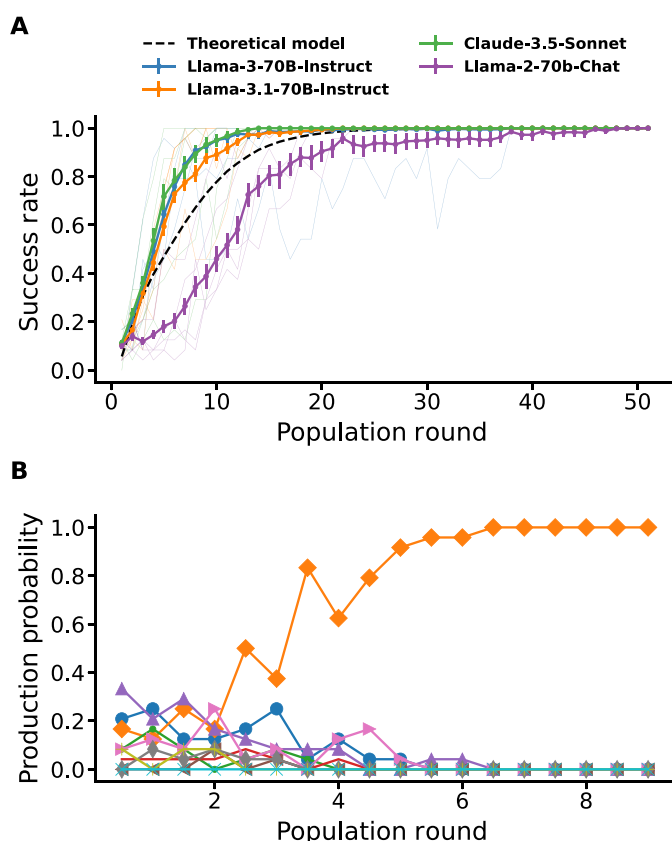 A
Theoretical model
Llama-3-70B-Instruct
Llama-3.1-70B-Instruct
Claude-3.5-Sonnet
Llama-2-70b-Chat
1.0
0.8
0.6
0.4
0.2
0.0
Success rate
0 10 20 30 40 50
Population round
B
1.0
0.8
0.6
0.4
0.2
0.0
Production probability
2 4 6 8
Population round